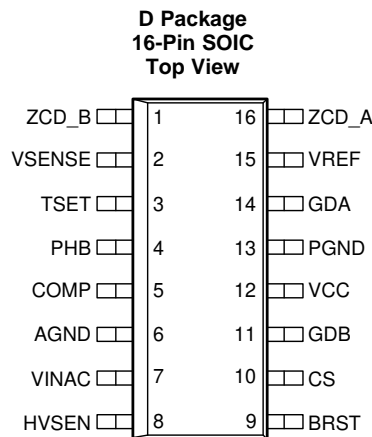 D Package
16-Pin SOIC
Top View
ZCD_B 1 16 ZCD_A
VSENSE 2 15 VREF
TSET 3 14 GDA
PHB 4 13 PGND
COMP 5 12 VCC
AGND 6 11 GDB
VINAC 7 10 CS
HVSEN 8 9 BRST